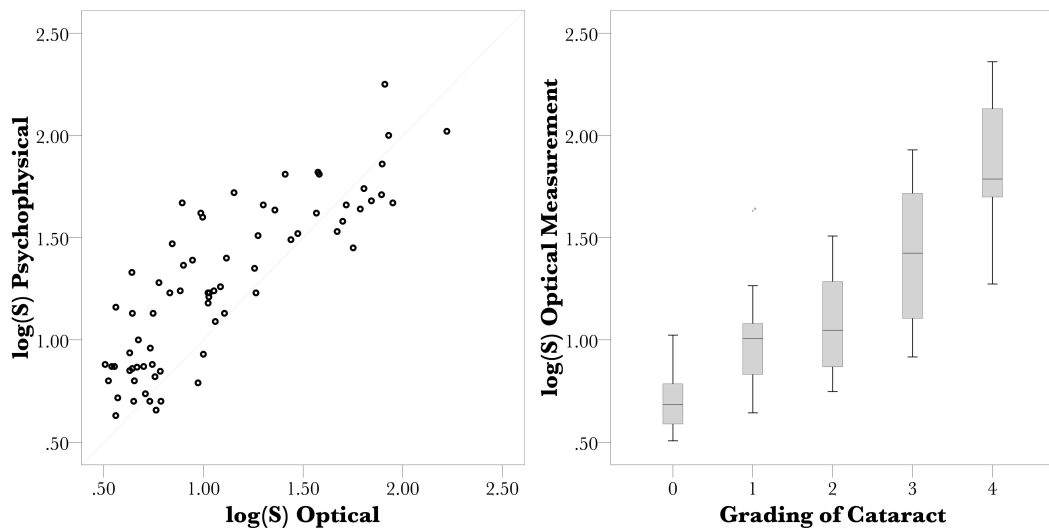 2.50
2.00
1.50
1.00
.50
log(S) Psychophysical
.50 1.00 1.50 2.00 2.50
log(S) Optical
2.50
2.00
1.50
1.00
.50
log(S) Optical Measurement
0 1 2 3 4
Grading of Cataract